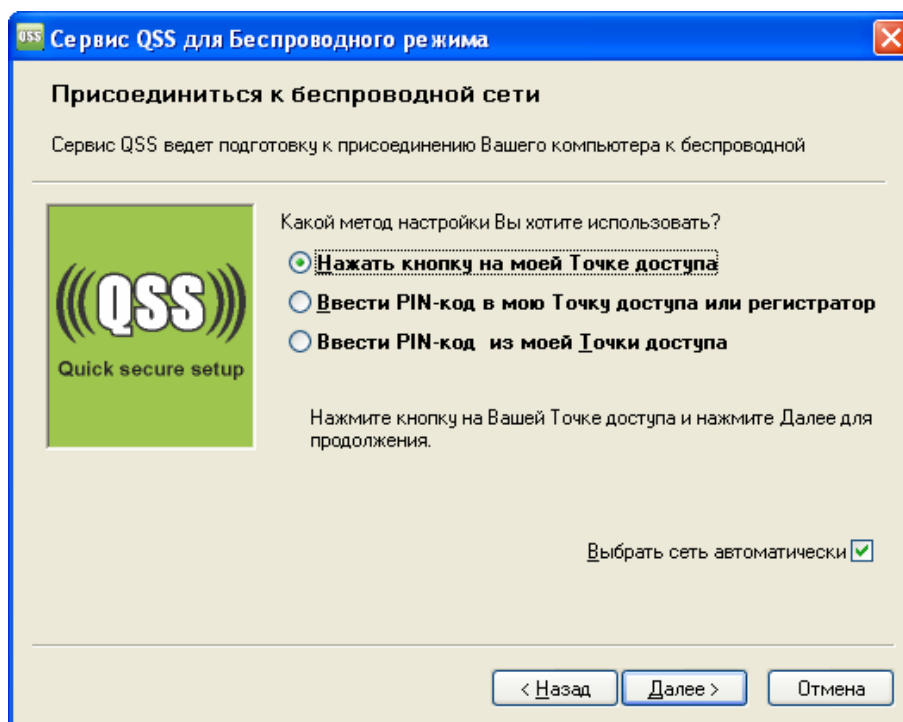 QSS Сервис QSS для Беспроводного режима
Присоединиться к беспроводной сети
Сервис QSS ведет подготовку к присоединению Вашего компьютера к беспроводной
QSS
Quick secure setup
Какой метод настройки Вы хотите использовать?
Нажать кнопку на моей Точке доступа
Ввести PIN-код в мою Точку доступа или регистратор
Ввести PIN-код из моей Точки доступа
Нажмите кнопку на Вашей Точке доступа и нажмите Далее для
продолжения.
Выбрать сеть автоматически
< Назад Далее > Отмена